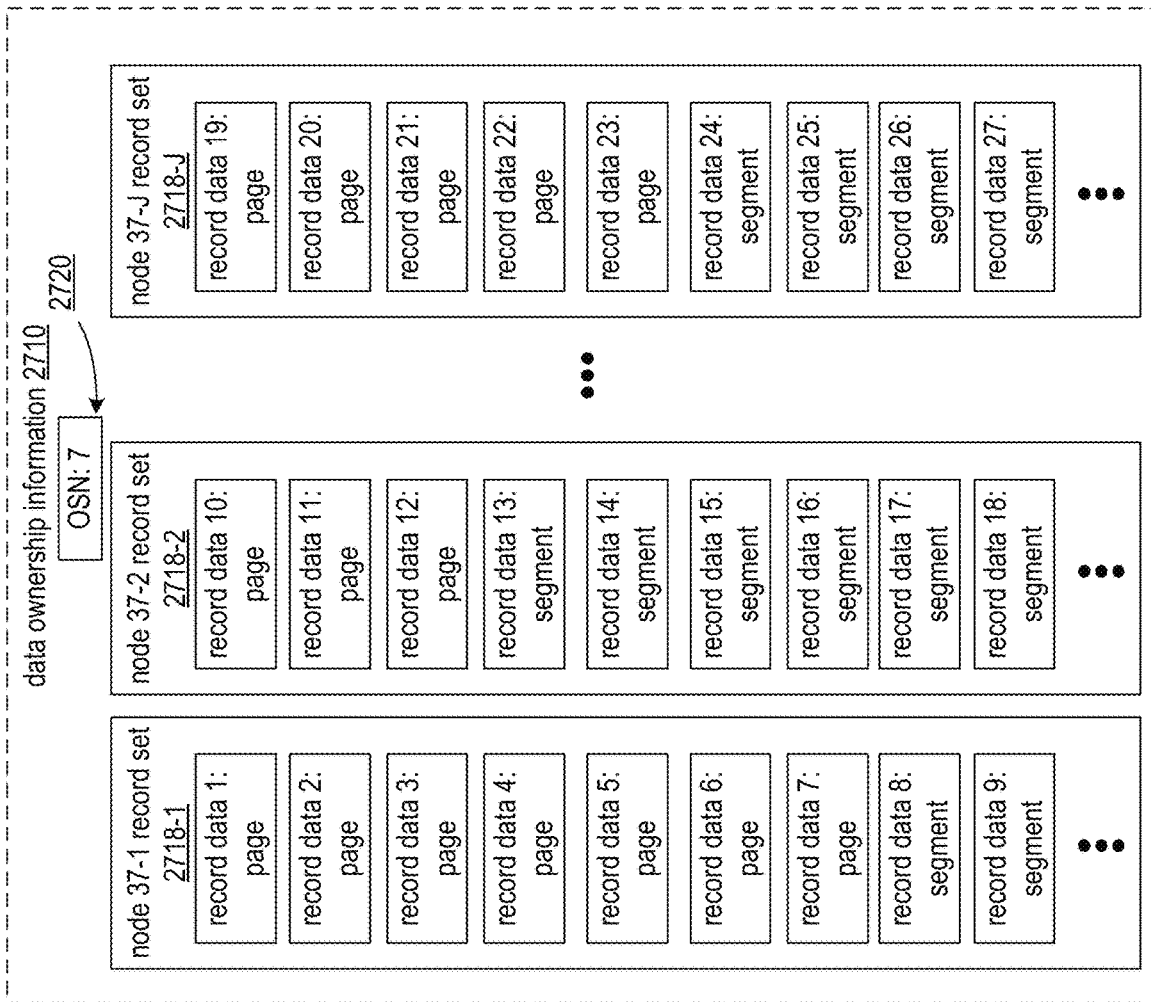 data ownership information 2710
OSN: 7
2720
node 37-1 record set
2718-1
record data 1:
page
record data 2:
page
record data 3:
page
record data 4:
page
record data 5:
page
record data 6:
page
record data 7:
page
record data 8:
segment
record data 9:
segment
node 37-2 record set
2718-2
record data 10:
page
record data 11:
page
record data 12:
page
record data 13:
segment
record data 14:
segment
record data 15:
segment
record data 16:
segment
record data 17:
segment
record data 18:
segment
node 37-J record set
2718-J
record data 19:
page
record data 20:
page
record data 21:
page
record data 22:
page
record data 23:
page
record data 24:
segment
record data 25:
segment
record data 26:
segment
record data 27:
segment